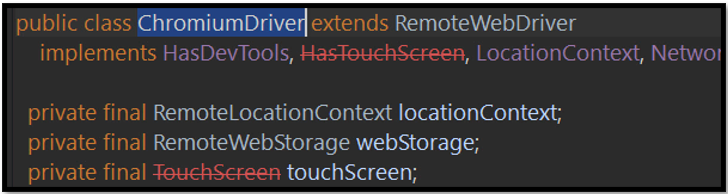 public class ChromiumDriver extends RemoteWebDriver
implements HasDevTools, HasTouchScreen, LocationContext, Networ
private final RemoteLocationContext locationContext;
private final RemoteWebStorage webStorage;
private final TouchScreen touchScreen;